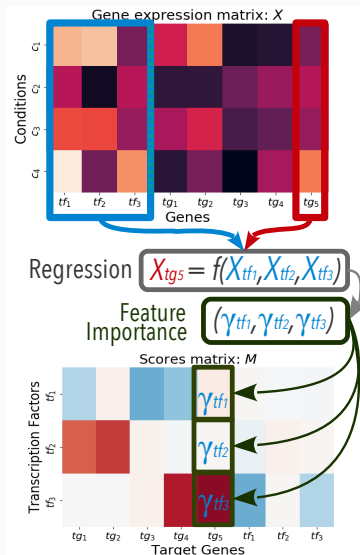 Gene expression matrix: X
Conditions
c1
c2
c3
c4
tf1 tf2 tf3 tg1 tg2 tg3 tg4 tg5
Genes
Regression Xtg5 = f(Xtf1,Xtf2,Xtf3)
Feature Importance (γtf1,γtf2,γtf3)
Scores matrix: M
Transcription Factors
tf1 γtf1
tf2 γtf2
tf3 γtf3
tg1 tg2 tg3 tg4 tg5 tf1 tf2 tf3
Target Genes